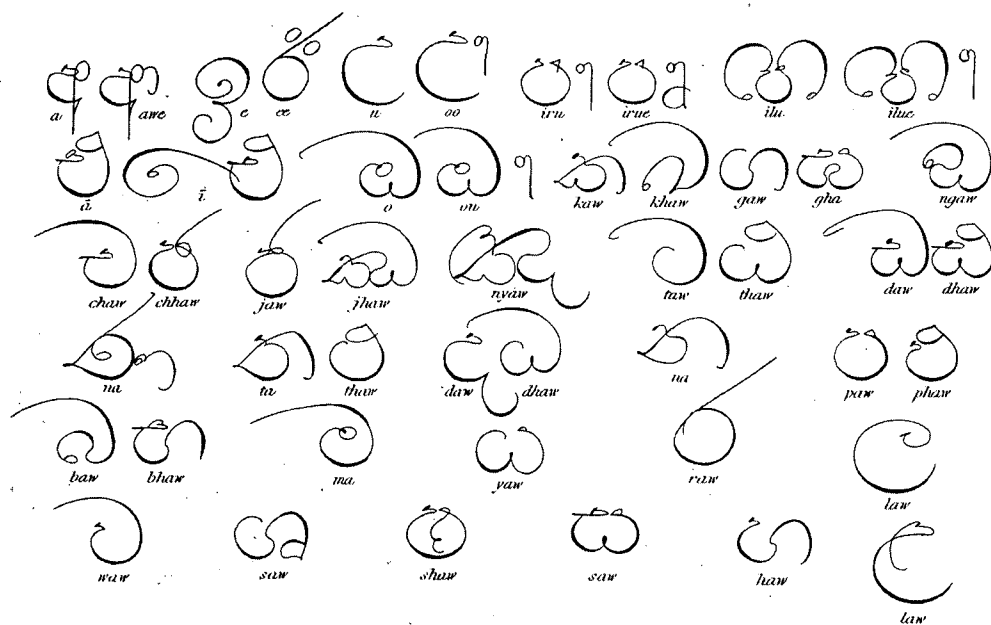 අ ආ ඉ ඊ උ ඌ ඍ ඎ ඏ ඐ
a awe e ee u oo iru irue ilu ilue
එ ඓ ඔ ඖ ක ඛ ග ඝ ඞ
o ou kaw khaw gaw gha ngaw
ච ඡ ජ ඣ ඤ ට ඨ ඩ ඪ
chaw chhaw jaw jhaw nyaw taw thaw daw dhaw
ණ ත ථ ද ධ න ප ඵ
na ta thaw daw dhaw na paw phaw
බ භ ම ය ර ල
baw bhaw ma yaw raw law
ව ශ ෂ ස හ ළ
waw saw shaw saw haw law